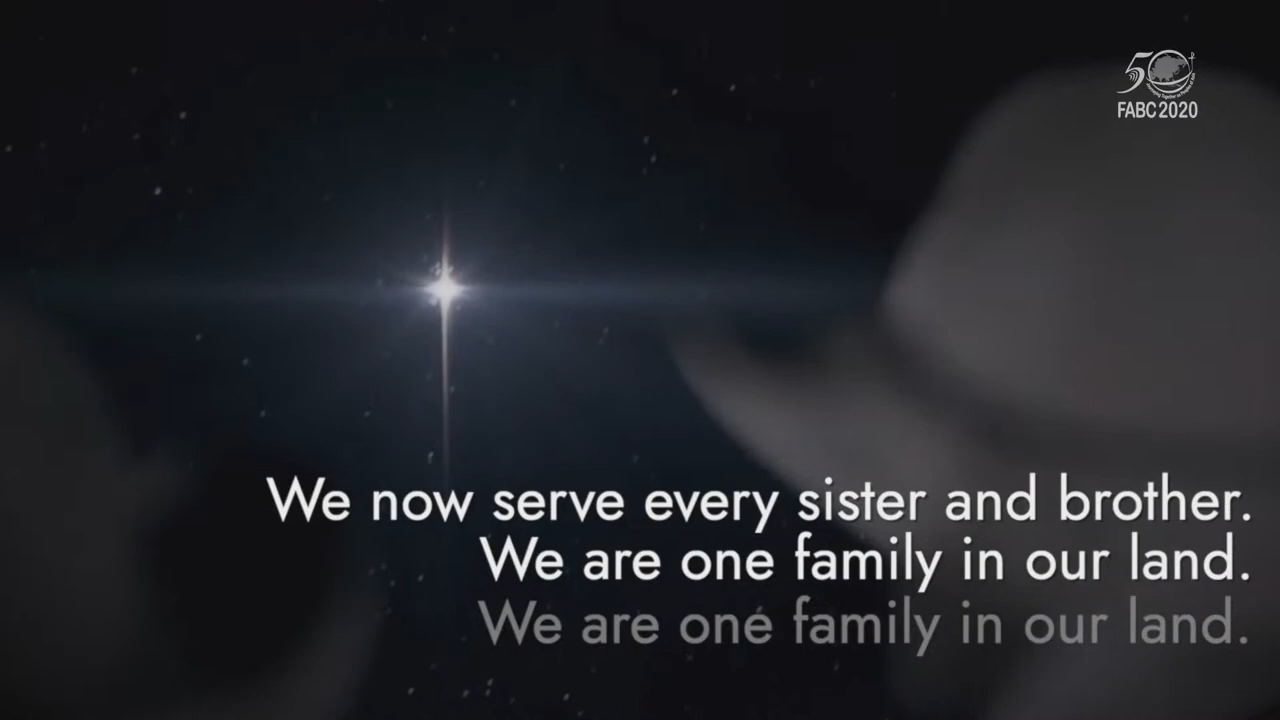 50
FABC 2020
We now serve every sister and brother.
We are one family in our land.
We are one family in our land.